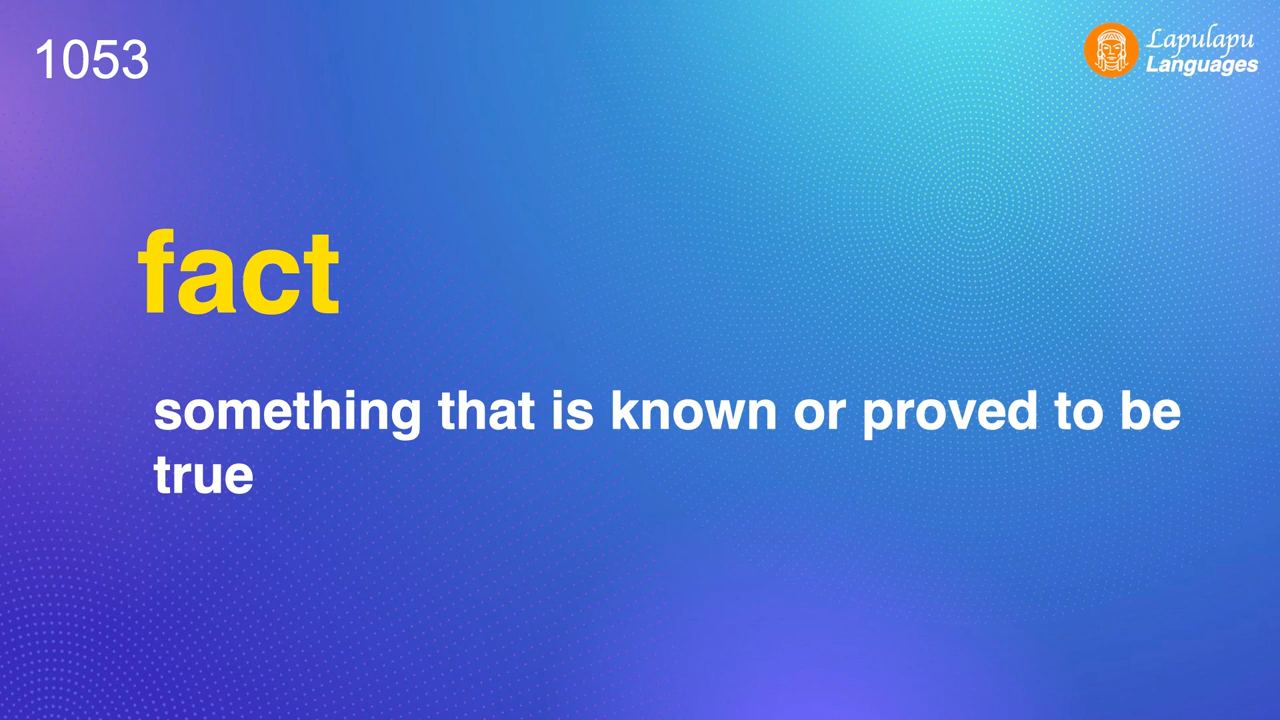 1053
Lapulapu
Languages
fact
something that is known or proved to be
true